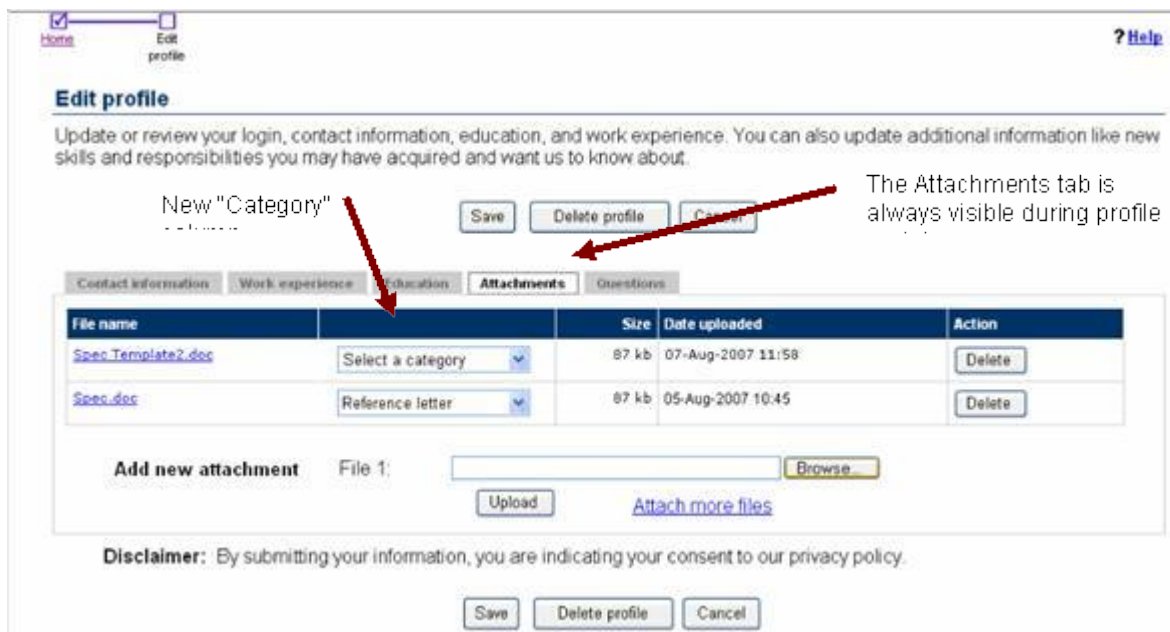 Home
Edit profile
? Help
Edit profile
Update or review your login, contact information, education, and work experience. You can also update additional information like new
skills and responsibilities you may have acquired and want us to know about.
New "Category"
The Attachments tab is
always visible during profile
Save Delete profile Cancel
Contact information Work experience Education Attachments Questions
File name Size Date uploaded Action
Spec Template2.doc Select a category 87 kb 07-Aug-2007 11:58 Delete
Spec.doc Reference letter 87 kb 05-Aug-2007 10:45 Delete
Add new attachment File 1: Browse...
Upload Attach more files
Disclaimer: By submitting your information, you are indicating your consent to our privacy policy.
Save Delete profile Cancel